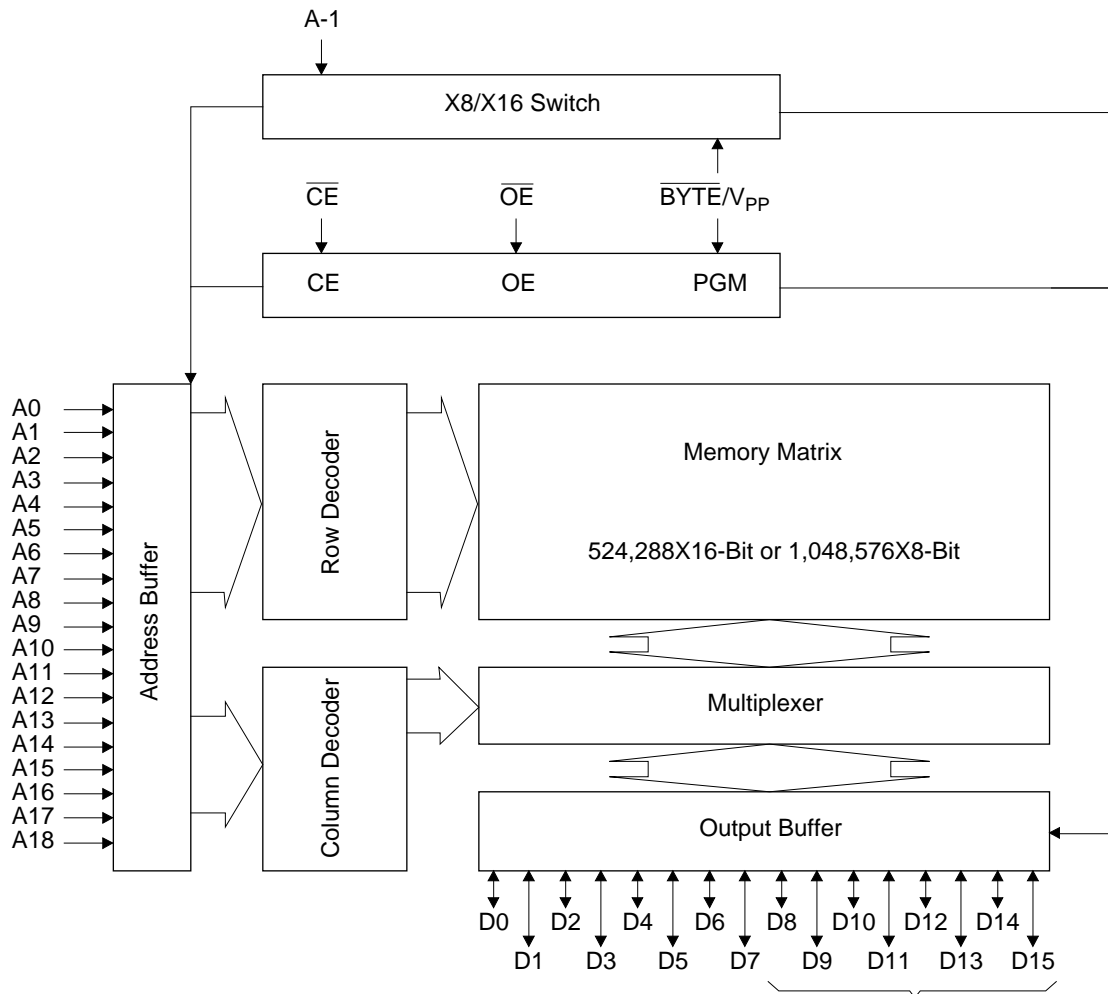 A-1
X8/X16 Switch
CE OE BYTE/VPP
CE OE PGM
A0
A1
A2
A3
A4
A5
A6
A7
A8
A9
A10
A11
A12
A13
A14
A15
A16
A17
A18
Address Buffer
Row Decoder
Column Decoder
Memory Matrix
524,288X16-Bit or 1,048,576X8-Bit
Multiplexer
Output Buffer
D0 D2 D4 D6 D8 D10 D12 D14
D1 D3 D5 D7 D9 D11 D13 D15